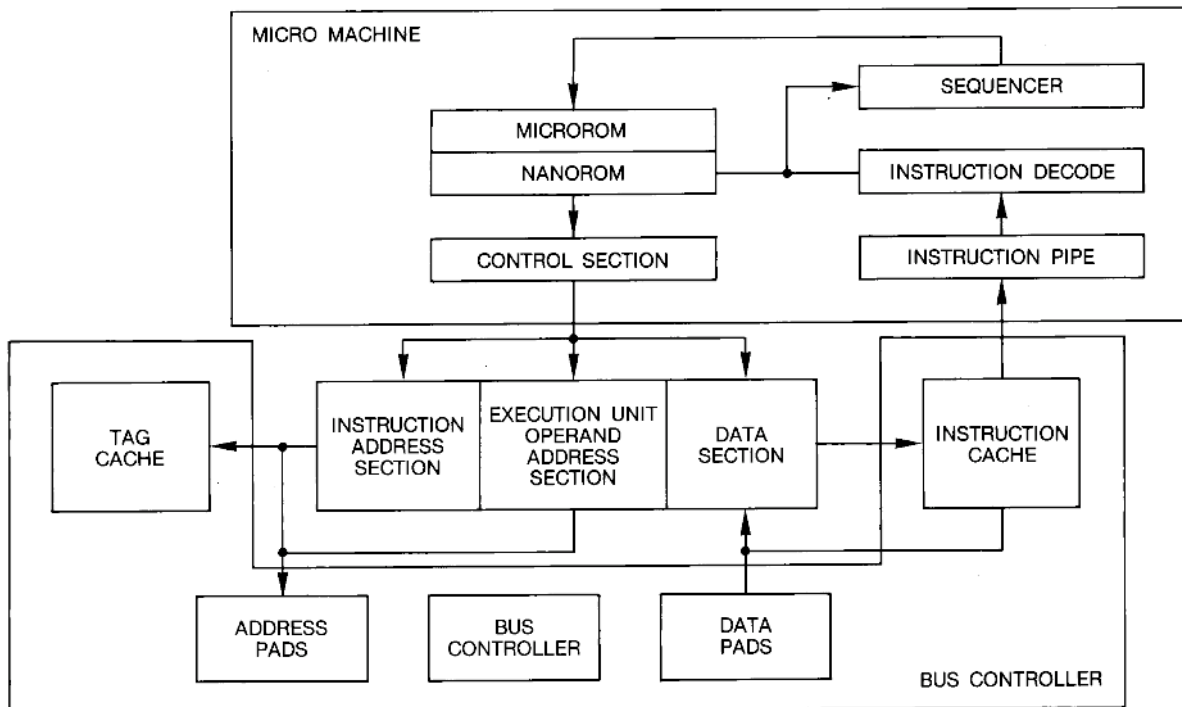 MICRO MACHINE
SEQUENCER
MICROROM
NANOROM
INSTRUCTION DECODE
CONTROL SECTION
INSTRUCTION PIPE
TAG
CACHE
INSTRUCTION
ADDRESS
SECTION
EXECUTION UNIT
OPERAND
ADDRESS
SECTION
DATA
SECTION
INSTRUCTION
CACHE
ADDRESS
PADS
BUS
CONTROLLER
DATA
PADS
BUS CONTROLLER